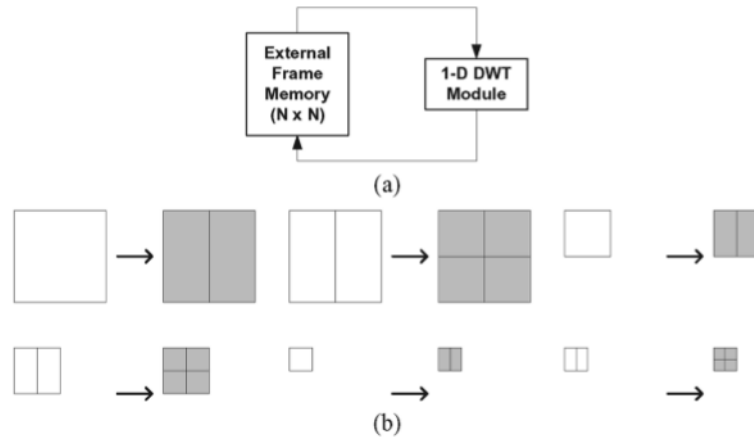 External
Frame
Memory
(N x N)
1-D DWT
Module
(a)
(b)